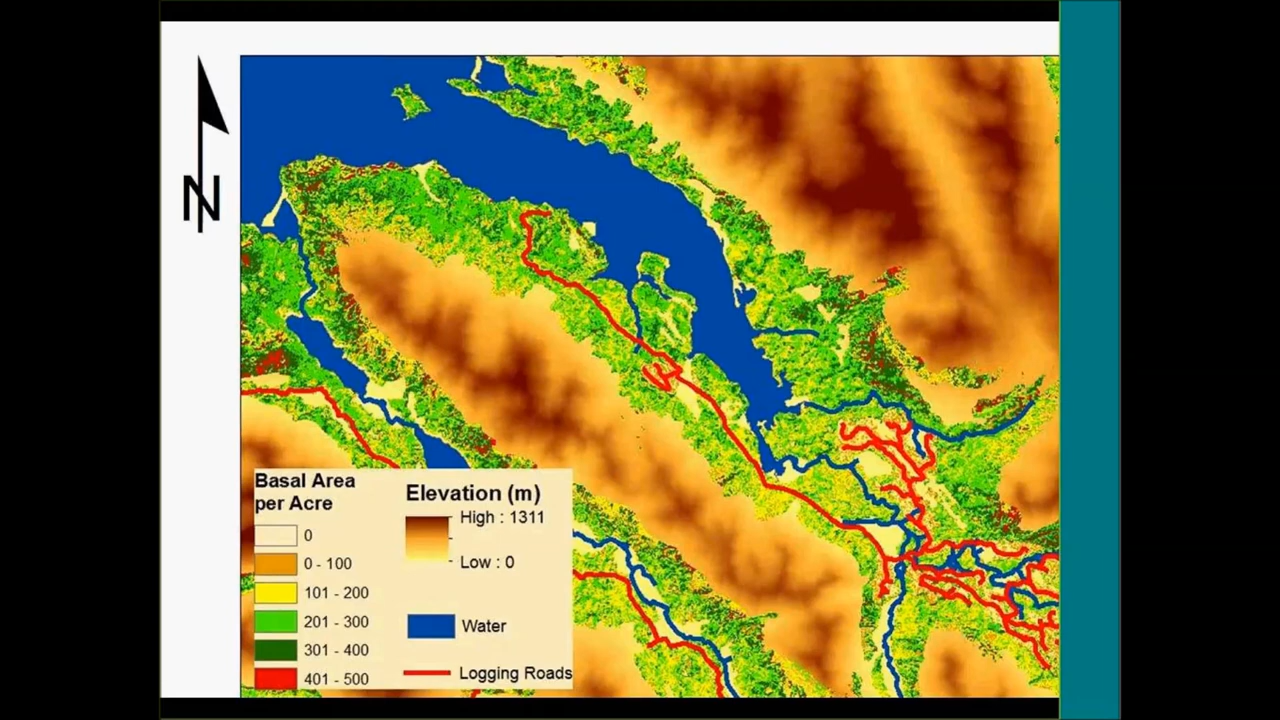 N
Basal Area
per Acre
0
0 - 100
101 - 200
201 - 300
301 - 400
401 - 500
Elevation (m)
High : 1311
Low : 0
Water
Logging Roads